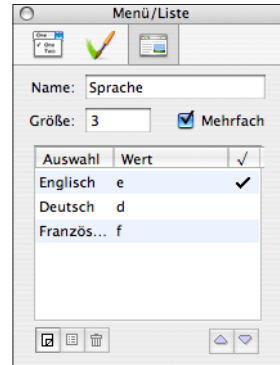 Menü/Liste
One
✓ One
Two
Name: Sprache
Größe: 3 Mehrfach
Auswahl Wert √
Englisch e ✓
Deutsch d
Französ... f